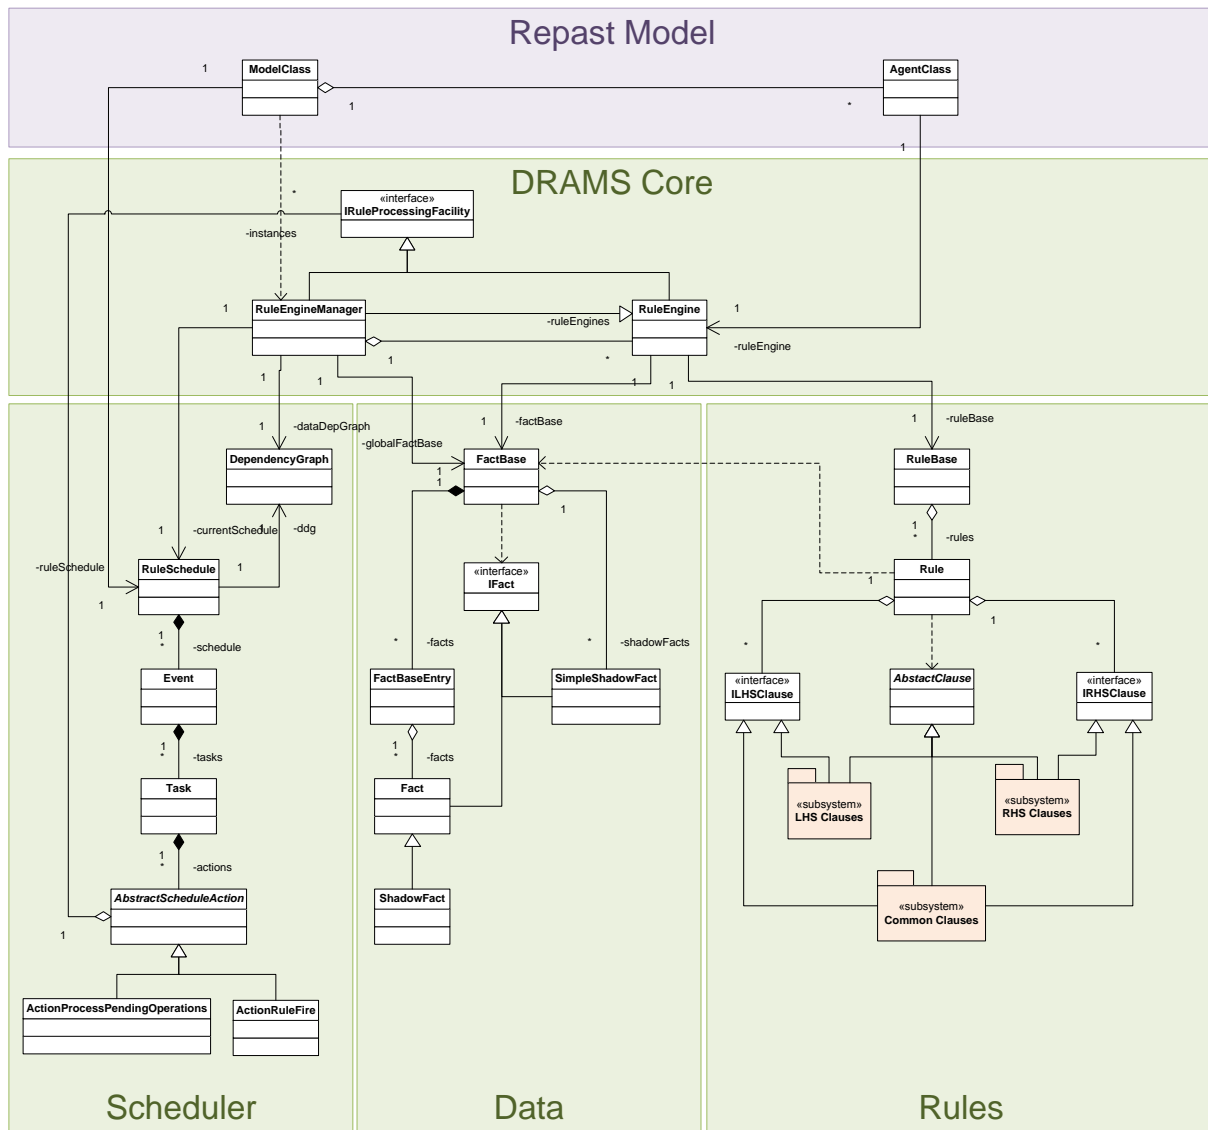 Repast Model
1
ModelClass
AgentClass
1
*
1
DRAMS Core
*
«interface»
IRuleProcessingFacility
-instances
1
RuleEngineManager
RuleEngine
1
-ruleEngines
-ruleEngine
1
*
1
1
1
1
1
-dataDepGraph
1
-factBase
1
-ruleBase
-globalFactBase
DependencyGraph
FactBase
RuleBase
1
1
1
1
-currentSchedule
1
-ddg
1
*
-rules
-ruleSchedule
RuleSchedule
1
«interface»
IFact
Rule
1
1
1
1
*
-schedule
*
-facts
*
-shadowFacts
*
*
Event
FactBaseEntry
SimpleShadowFact
«interface»
ILHSClause
AbstactClause
«interface»
IRHSClause
1
*
-tasks
1
*
-facts
Task
Fact
«subsystem»
LHS Clauses
«subsystem»
RHS Clauses
1
*
-actions
AbstractScheduleAction
ShadowFact
«subsystem»
Common Clauses
1
ActionProcessPendingOperations
ActionRuleFire
Scheduler
Data
Rules